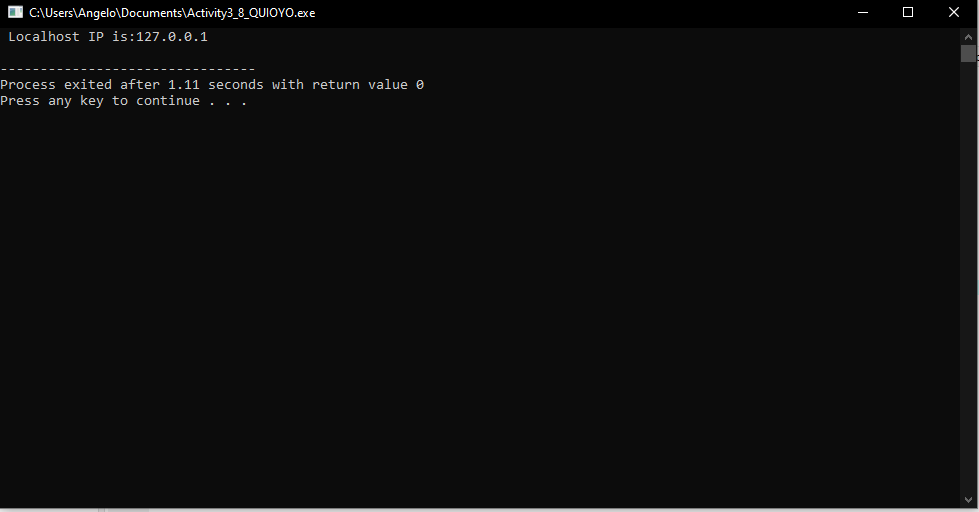 C:\Users\Angelo\Documents\Activity3_8_QUIOYO.exe
Localhost IP is:127.0.0.1
--------------------------------
Process exited after 1.11 seconds with return value 0
Press any key to continue . . .